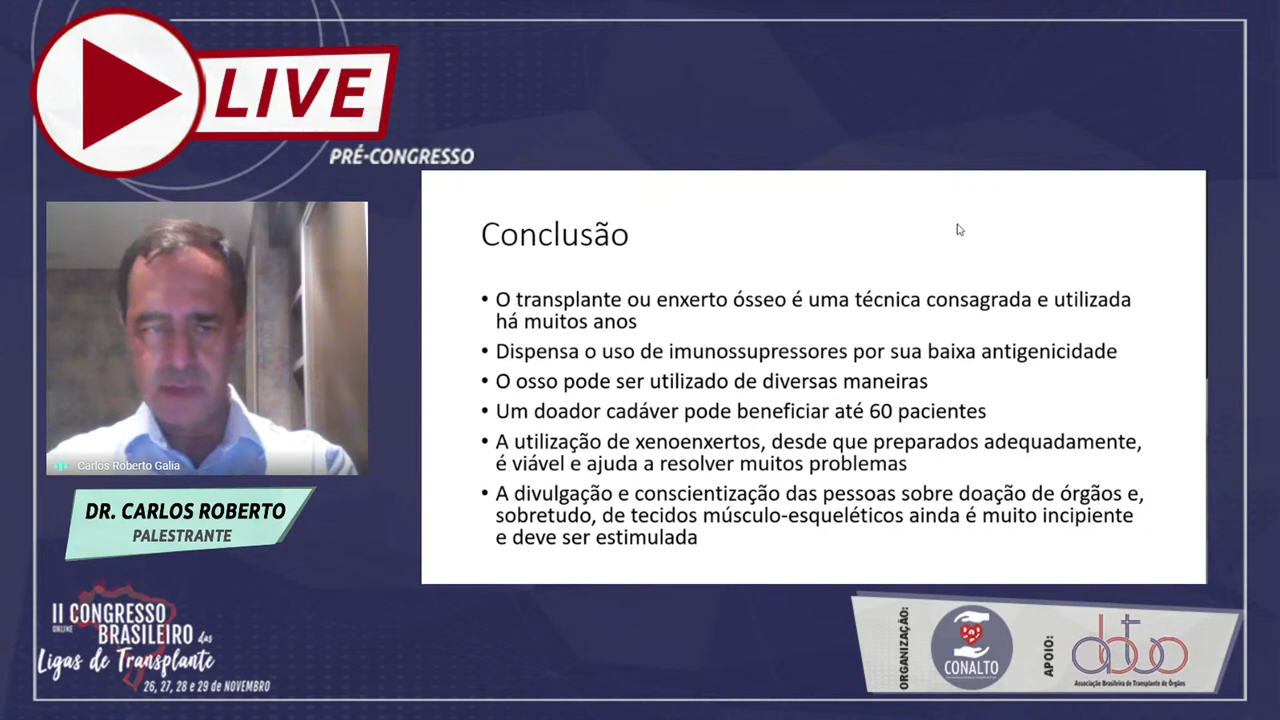 LIVE
PRÉ-CONGRESSO
Conclusão
• O transplante ou enxerto ósseo é uma técnica consagrada e utilizada
há muitos anos
• Dispensa o uso de imunossupressores por sua baixa antigenicidade
• O osso pode ser utilizado de diversas maneiras
• Um doador cadáver pode beneficiar até 60 pacientes
• A utilização de xenoenxertos, desde que preparados adequadamente,
é viável e ajuda a resolver muitos problemas
• A divulgação e conscientização das pessoas sobre doação de órgãos e,
sobretudo, de tecidos músculo-esqueléticos ainda é muito incipiente
e deve ser estimulada
Carlos Roberto Galia
DR. CARLOS ROBERTO
PALESTRANTE
II CONGRESSO
ONLINE
BRASILEIRO das
Ligas de Transplante
26, 27, 28 e 29 de NOVEMBRO
ORGANIZAÇÃO:
CONALTO
APOIO:
abto
Associação Brasileira de Transplante de Órgãos